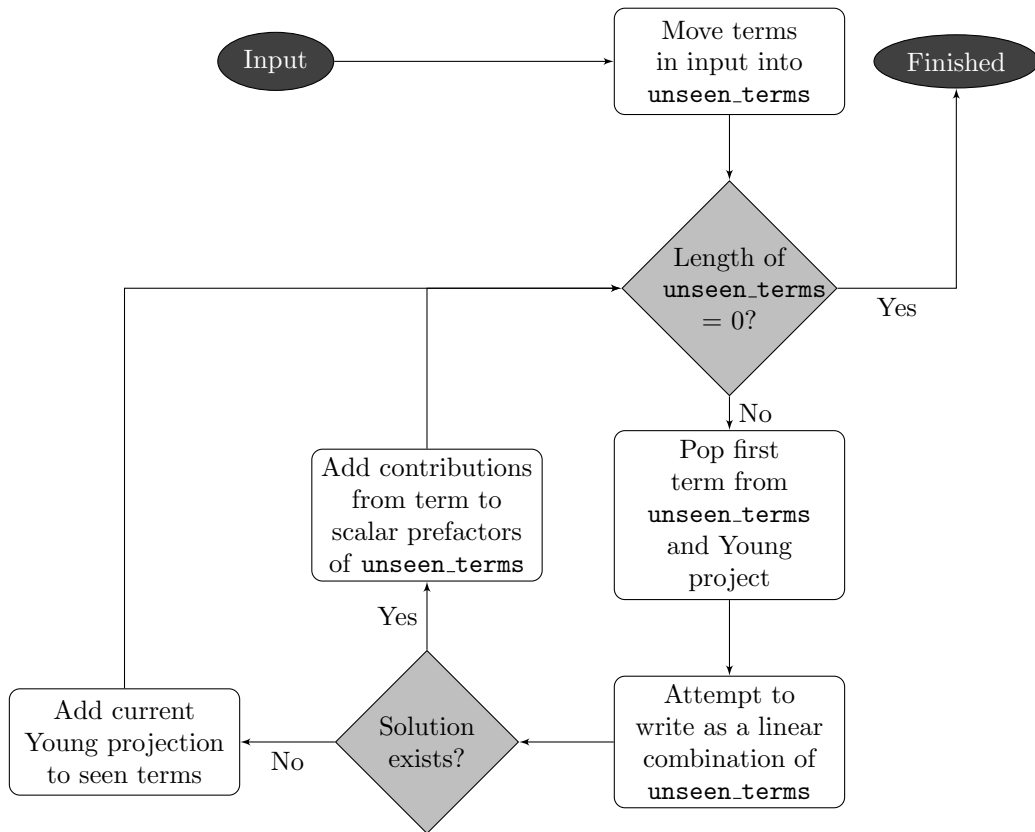 Input
Move terms
in input into
unseen_terms
Finished
Length of
unseen_terms
= 0?
Yes
No
Pop first
term from
unseen_terms
and Young
project
Add contributions
from term to
scalar prefactors
of unseen_terms
Yes
Attempt to
write as a linear
combination of
unseen_terms
Solution
exists?
No
Add current
Young projection
to seen terms